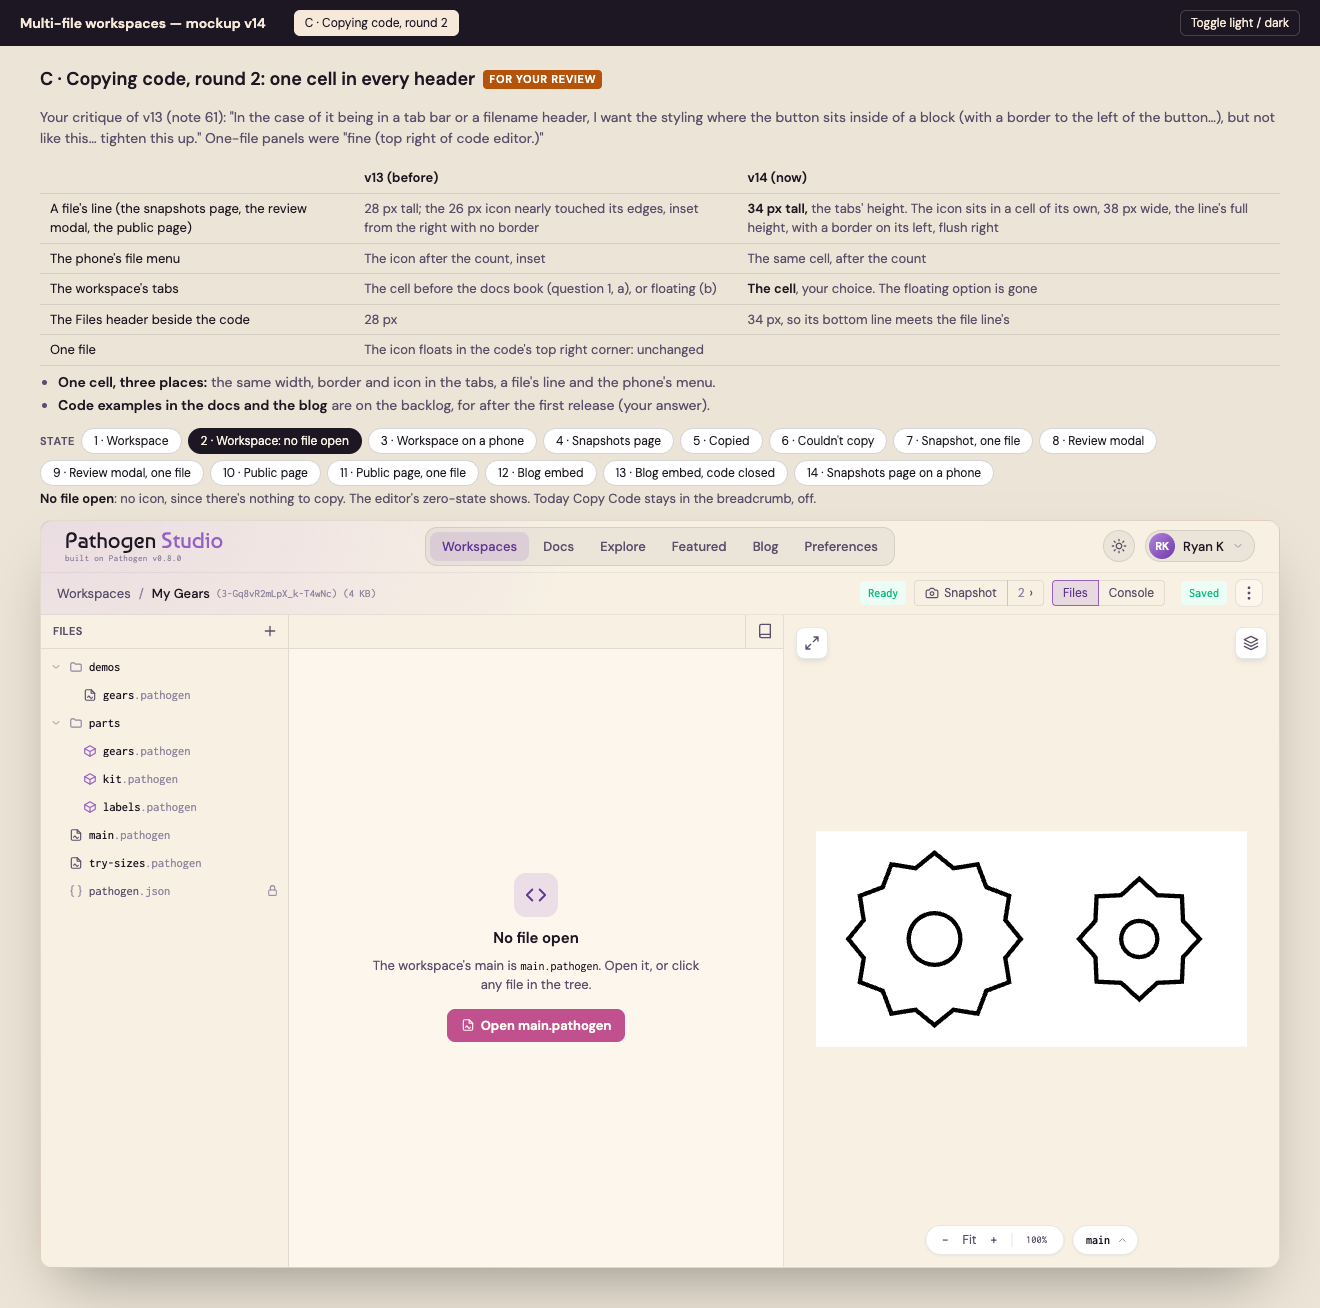 Multi-file workspaces — mockup v14
C · Copying code, round 2
Toggle light / dark
C · Copying code, round 2: one cell in every header
FOR YOUR REVIEW
Your critique of v13 (note 61): "In the case of it being in a tab bar or a filename header, I want the styling where the button sits inside of a block (with a border to the left of the button…), but not
like this… tighten this up." One-file panels were "fine (top right of code editor.)"
v13 (before)
v14 (now)
A file's line (the snapshots page, the review
modal, the public page)
28 px tall; the 26 px icon nearly touched its edges, inset
from the right with no border
34 px tall, the tabs' height. The icon sits in a cell of its own, 38 px wide, the line's full
height, with a border on its left, flush right
The phone's file menu
The icon after the count, inset
The same cell, after the count
The workspace's tabs
The cell before the docs book (question 1, a), or floating (b)
The cell, your choice. The floating option is gone
The Files header beside the code
28 px
34 px, so its bottom line meets the file line's
One file
The icon floats in the code's top right corner: unchanged
• One cell, three places: the same width, border and icon in the tabs, a file's line and the phone's menu.
• Code examples in the docs and the blog are on the backlog, for after the first release (your answer).
STATE
1 · Workspace
2 · Workspace: no file open
3 · Workspace on a phone
4 · Snapshots page
5 · Copied
6 · Couldn't copy
7 · Snapshot, one file
8 · Review modal
9 · Review modal, one file
10 · Public page
11 · Public page, one file
12 · Blog embed
13 · Blog embed, code closed
14 · Snapshots page on a phone
No file open: no icon, since there's nothing to copy. The editor's zero-state shows. Today Copy Code stays in the breadcrumb, off.
Pathogen Studio
built on Pathogen v0.8.0
Workspaces
Docs
Explore
Featured
Blog
Preferences
RK
Ryan K
Workspaces / My Gears (3-Gq8vR2mLpX_k-T4wNc) (4 KB)
Ready
Snapshot
2 ›
Files
Console
Saved
FILES
demos
gears.pathogen
parts
gears.pathogen
kit.pathogen
labels.pathogen
main.pathogen
try-sizes.pathogen
{} pathogen.json
No file open
The workspace's main is main.pathogen. Open it, or click
any file in the tree.
Open main.pathogen
− Fit + 100%
main